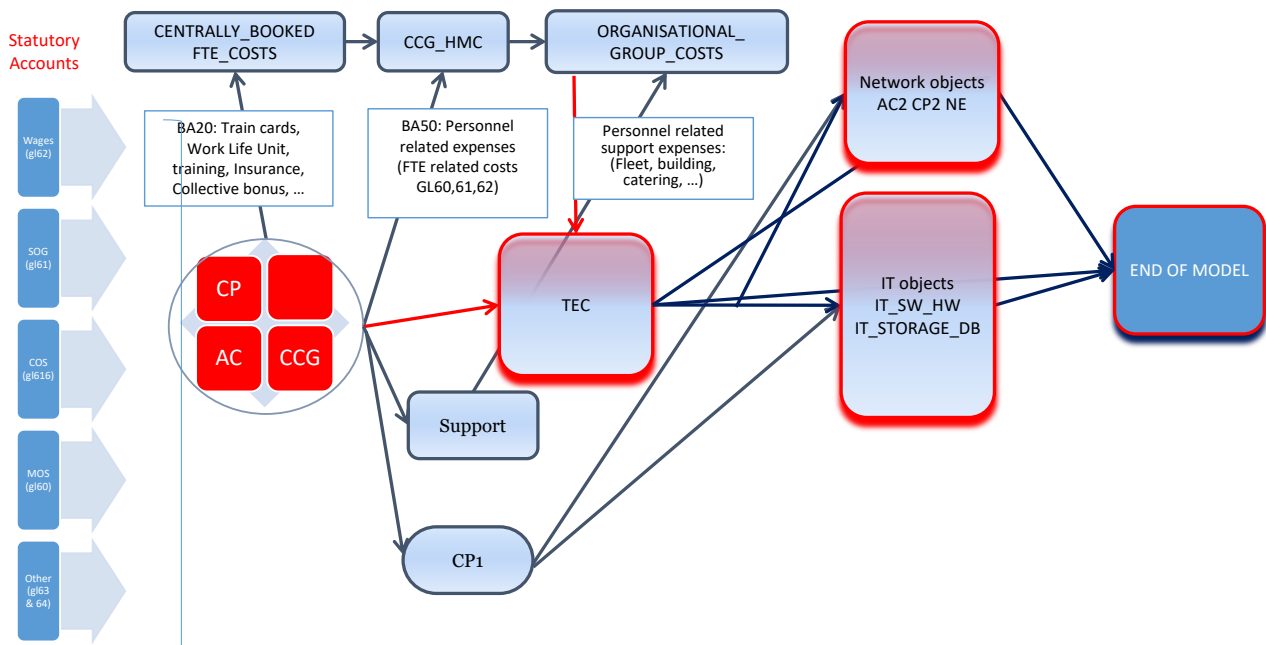 Statutory
Accounts
Wages
(gl62)
SOG
(gl61)
COS
(gl616)
MOS
(gl60)
Other
(gl63
& 64)
CENTRALLY_BOOKED
FTE_COSTS
CCG_HMC
ORGANISATIONAL_
GROUP_COSTS
BA20: Train cards,
Work Life Unit,
training, Insurance,
Collective bonus, …
BA50: Personnel
related expenses
(FTE related costs
GL60,61,62)
Personnel related
support expenses:
(Fleet, building,
catering, …)
CP
AC
CCG
TEC
Support
CP1
Network objects
AC2 CP2 NE
IT objects
IT_SW_HW
IT_STORAGE_DB
END OF MODEL